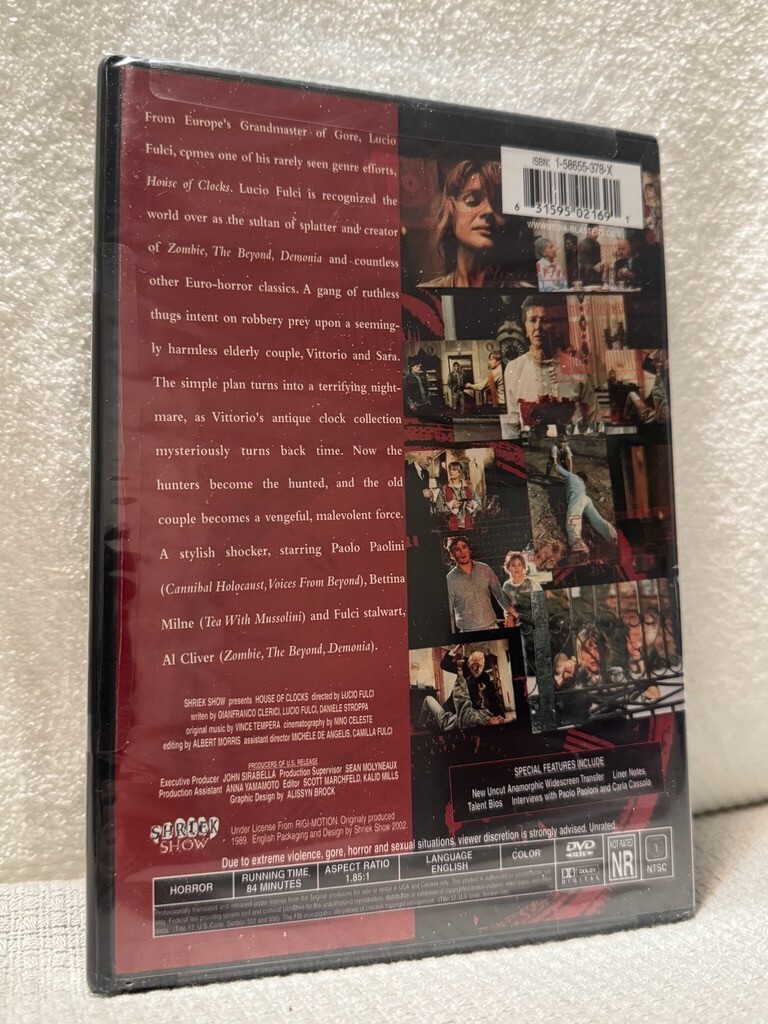 From Europe's Grandmaster of Gore, Lucio
Fulci, comes one of his rarely seen genre efforts,
House of Clocks. Lucio Fulci is recognized the
world over as the sultan of splatter and creator
of Zombie, The Beyond, Demonia and countless
other Euro-horror classics. A gang of ruthless
thugs intent on robbery prey upon a seeming-
ly harmless elderly couple, Vittorio and Sara.
The simple plan turns into a terrifying night-
mare, as Vittorio's antique clock collection
mysteriously turns back time. Now the
hunters become the hunted, and the old
couple becomes a vengeful, malevolent force.
A stylish shocker, starring Paolo Paolini
(Cannibal Holocaust, Voices From Beyond), Bettina
Milne (Tea With Mussolini) and Fulci stalwart,
Al Cliver (Zombie, The Beyond, Demonia).
SHRIEK SHOW presents HOUSE OF CLOCKS directed by LUCIO FULCI
writen by GIANFRANCO CLERICI, LUCIO FULCI, DANIELE STROPPA
original music by VINCE TEMPERA cinematography by NINO CELESTE
editing by ALBERT MORRIS assistant director MICHELE DE ANGELIS, CAMILLA FULCI
PRODUCERS OF U.S. RELEASE
Executive Producer JOHN SIRABELLA Production Supervisor SEAN MOLYNEAUX
Production Assistant ANNA YAMAMOTO Editor SCOTT MARCHFELD, KALIO MILLS
Graphic Design by ALISSYN BROCK
SHRIEK
SHOW
Under License From RIGI-MOTION. Originaly produced
1989. English Packaging and Design by Shriek Show 2002.
Due to extreme violence, gore, horror and sexual situations, viewer discretion is strongly advised. Unrated.
HORROR
RUNNING TIME
84 MINUTES
ASPECT RATIO
1.85:1
LANGUAGE
ENGLISH
COLOR
DVD
VIDEO
DOLBY
DIGITAL
NOT RATED
NR
1
NTSC
ISBN: 1-58655-378-X
6 31595 02169 1
WWW.MEDIA-BLASTERS.COM
SPECIAL FEATURES INCLUDE
New Uncut Anamorphic Widescreen Transfer Liner Notes
Talent Bios Interviews with Paolo Paoloni and Carla Cassola